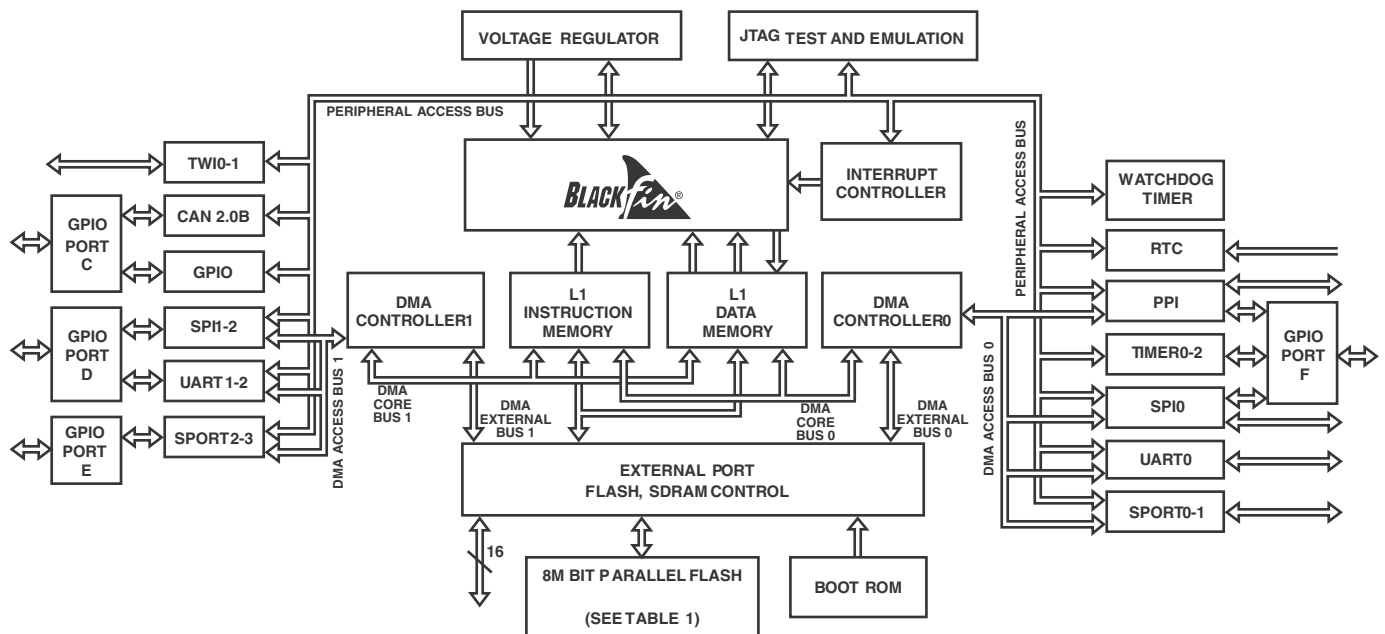 VOLTAGE REGULATOR
JTAG TEST AND EMULATION
PERIPHERAL ACCESS BUS
TWI0-1
CAN 2.0B
GPIO
PORT
C
GPIO
SPI1-2
GPIO
PORT
D
UART 1-2
GPIO
PORT
E
SPORT2-3
DMA ACCESS BUS 1
BLACKfin®
INTERRUPT
CONTROLLER
DMA
CONTROLLER1
L1
INSTRUCTION
MEMORY
L1
DATA
MEMORY
DMA
CONTROLLER0
DMA
CORE
BUS 1
DMA
EXTERNAL
BUS 1
DMA
CORE
BUS 0
DMA
EXTERNAL
BUS 0
EXTERNAL PORT
FLASH, SDRAM CONTROL
16
8M BIT PARALLEL FLASH
(SEE TABLE 1)
BOOT ROM
PERIPHERAL ACCESS BUS
DMA ACCESS BUS 0
WATCHDOG
TIMER
RTC
PPI
TIMER0-2
GPIO
PORT
F
SPI0
UART0
SPORT0-1